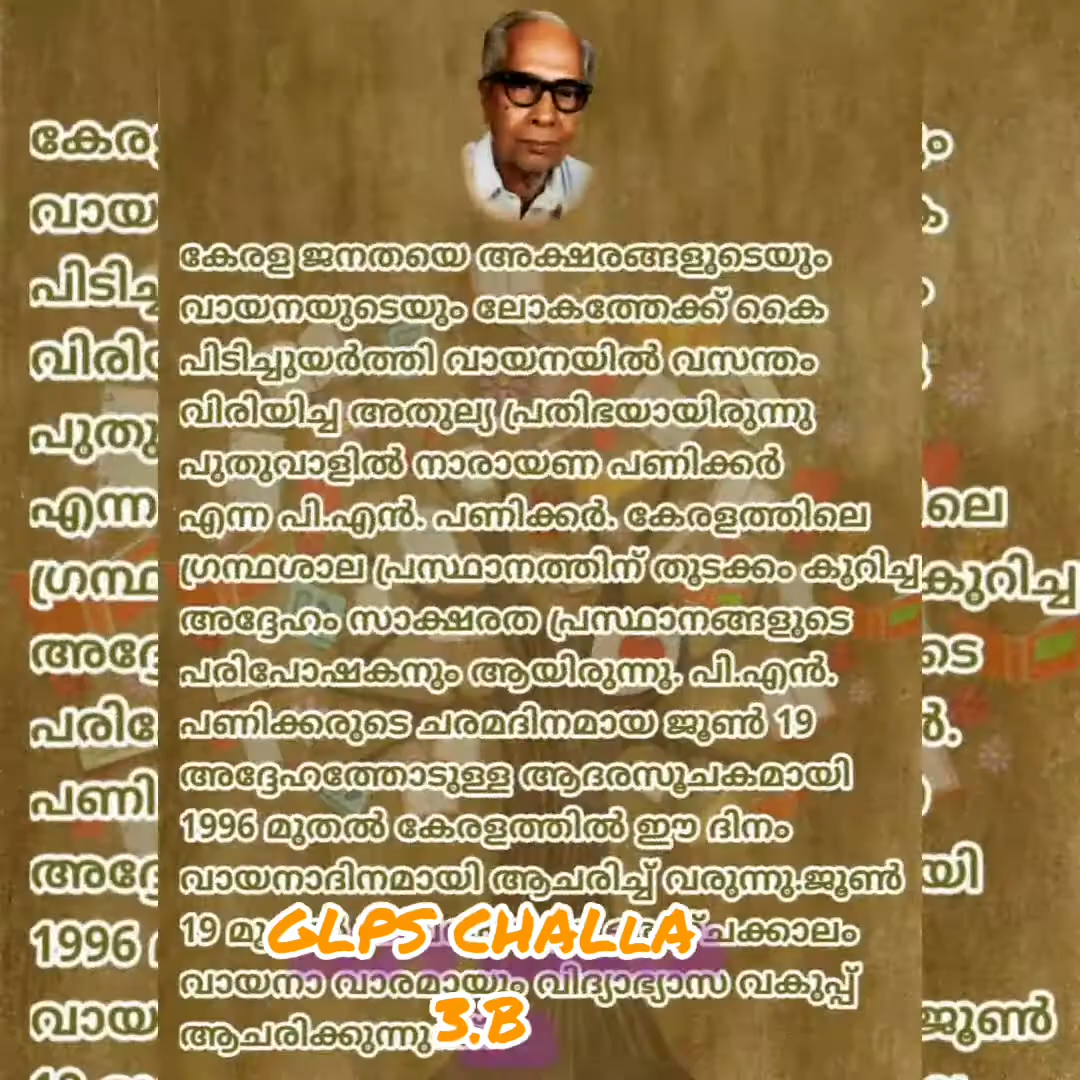 കേരള ജനതയെ അക്ഷരങ്ങളുടെയും
വായനയുടെയും ലോകത്തേക്ക് കൈ
പിടിച്ചുയർത്തി വായനയിൽ വസന്തം
വിരിയിച്ച അതുല്യ പ്രതിഭയായിരുന്നു
പുതുവാളിൽ നാരായണ പണിക്കർ
എന്ന പി.എൻ. പണിക്കർ. കേരളത്തിലെ
ഗ്രന്ഥശാല പ്രസ്ഥാനത്തിന് തുടക്കം കുറിച്ച
അദ്ദേഹം സാക്ഷരത പ്രസ്ഥാനങ്ങളുടെ
പരിപോഷകനും ആയിരുന്നു. പി.എൻ.
പണിക്കരുടെ ചരമദിനമായ ജൂൺ 19
അദ്ദേഹത്തോടുള്ള ആദരസൂചകമായി
1996 മുതൽ കേരളത്തിൽ ഈ ദിനം
വായനാദിനമായി ആചരിച്ച് വരുന്നു.ജൂൺ
19
GLPS CHALLA
വായനാ വാരമായും വിദ്യാഭ്യാസ വകുപ്പ്
ആചരിക്കുന്നു
3.B